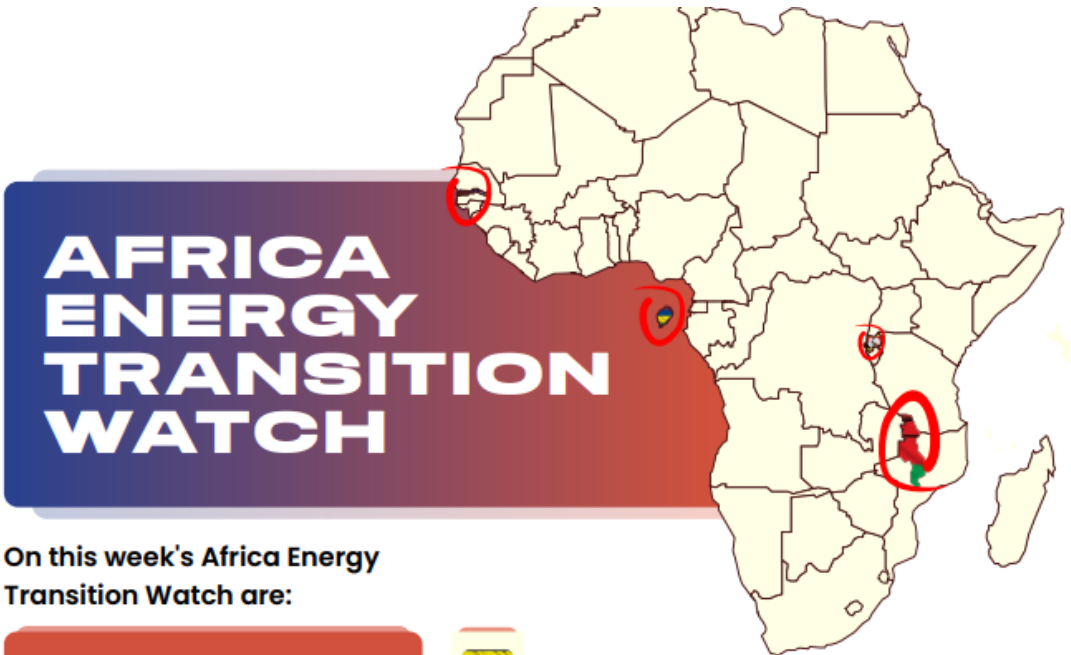 AFRICA
ENERGY
TRANSITION
WATCH
On this week's Africa Energy
Transition Watch are: